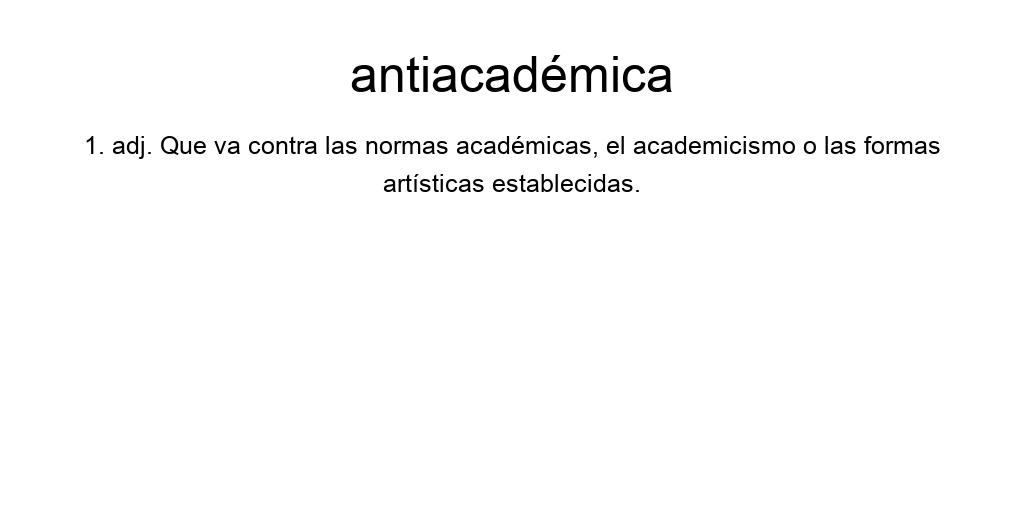 antiacadémica
1. adj. Que va contra las normas académicas, el academicismo o las formas
artísticas establecidas.